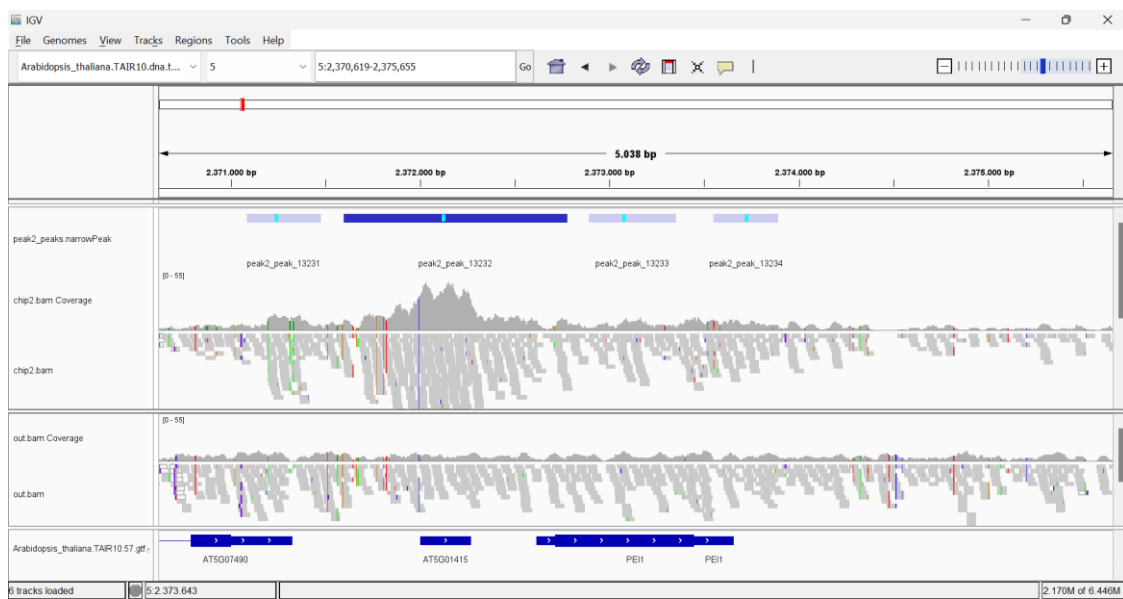 IGV
File Genomes View Tracks Regions Tools Help
Arabidopsis_thaliana.TAIR10.dna.t... 5 5:2,370,619-2,375,655 Go
5.038 bp
2.371.000 bp 2.372.000 bp 2.373.000 bp 2.374.000 bp 2.375.000 bp
peak2_peaks.narrowPeak
peak2_peak_13231 peak2_peak_13232 peak2_peak_13233 peak2_peak_13234
[0 - 55]
chip2.bam Coverage
chip2.bam
[0 - 55]
out.bam Coverage
out.bam
Arabidopsis_thaliana.TAIR10.57.gtf.
AT5G07490 AT5G01415 PEI1 PEI1
6 tracks loaded 5:2.373.643 2.170M of 6.446M